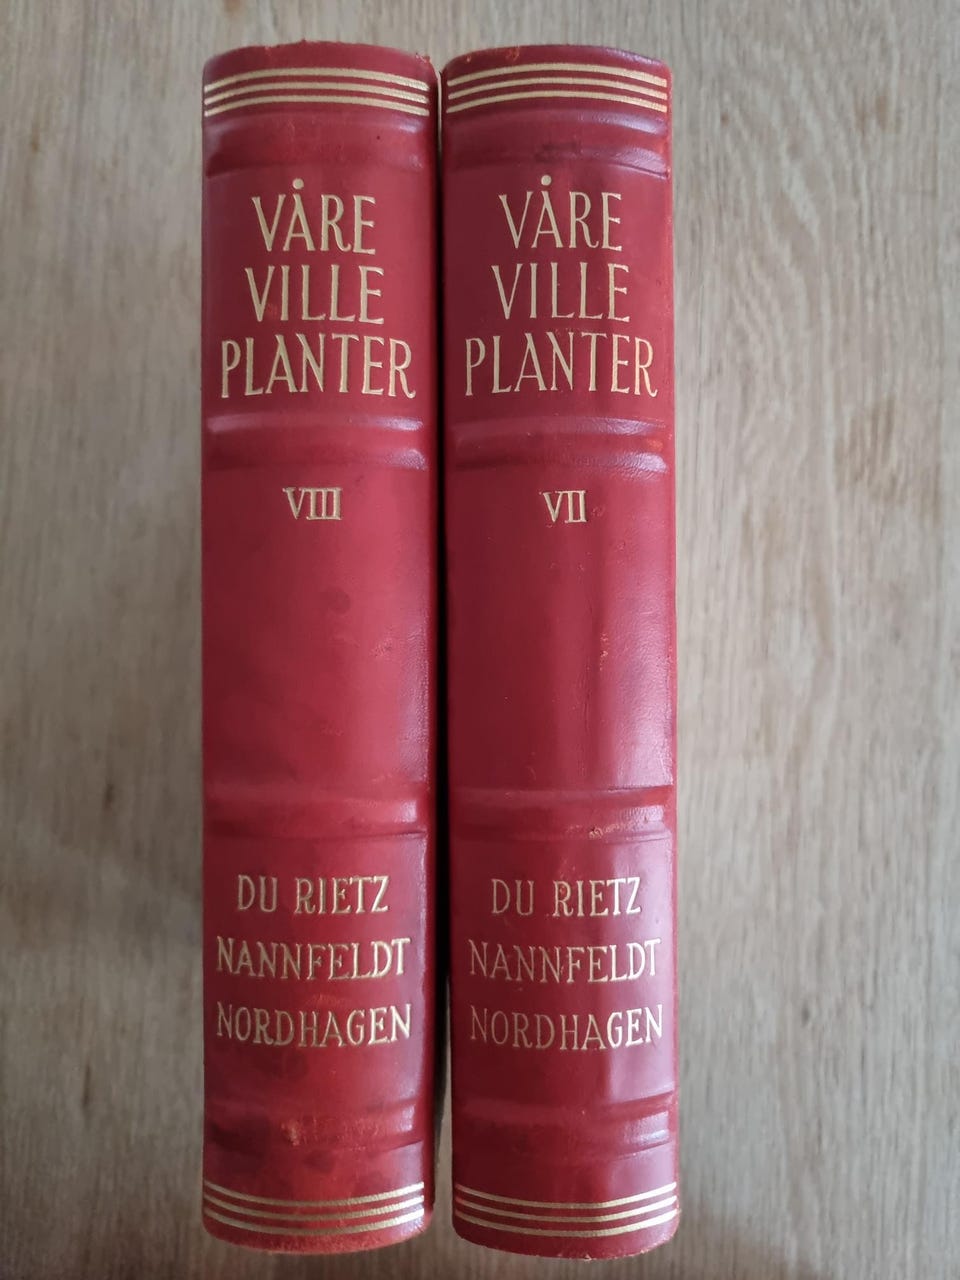 VÅRE
VILLE
PLANTER
VIII
DU RIETZ
NANNFELDT
NORDHAGEN
VÅRE
VILLE
PLANTER
VII
DU RIETZ
NANNFELDT
NORDHAGEN